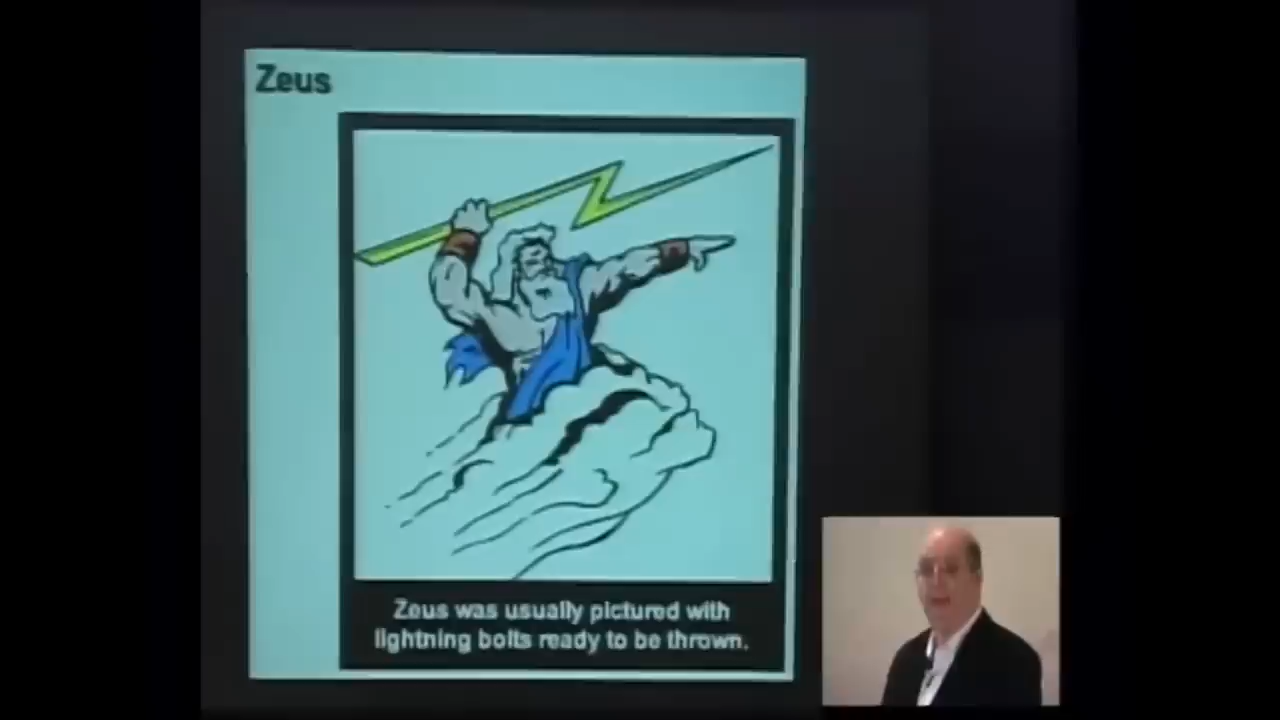 Zeus
Zeus was usually pictured with
lightning bolts ready to be thrown.